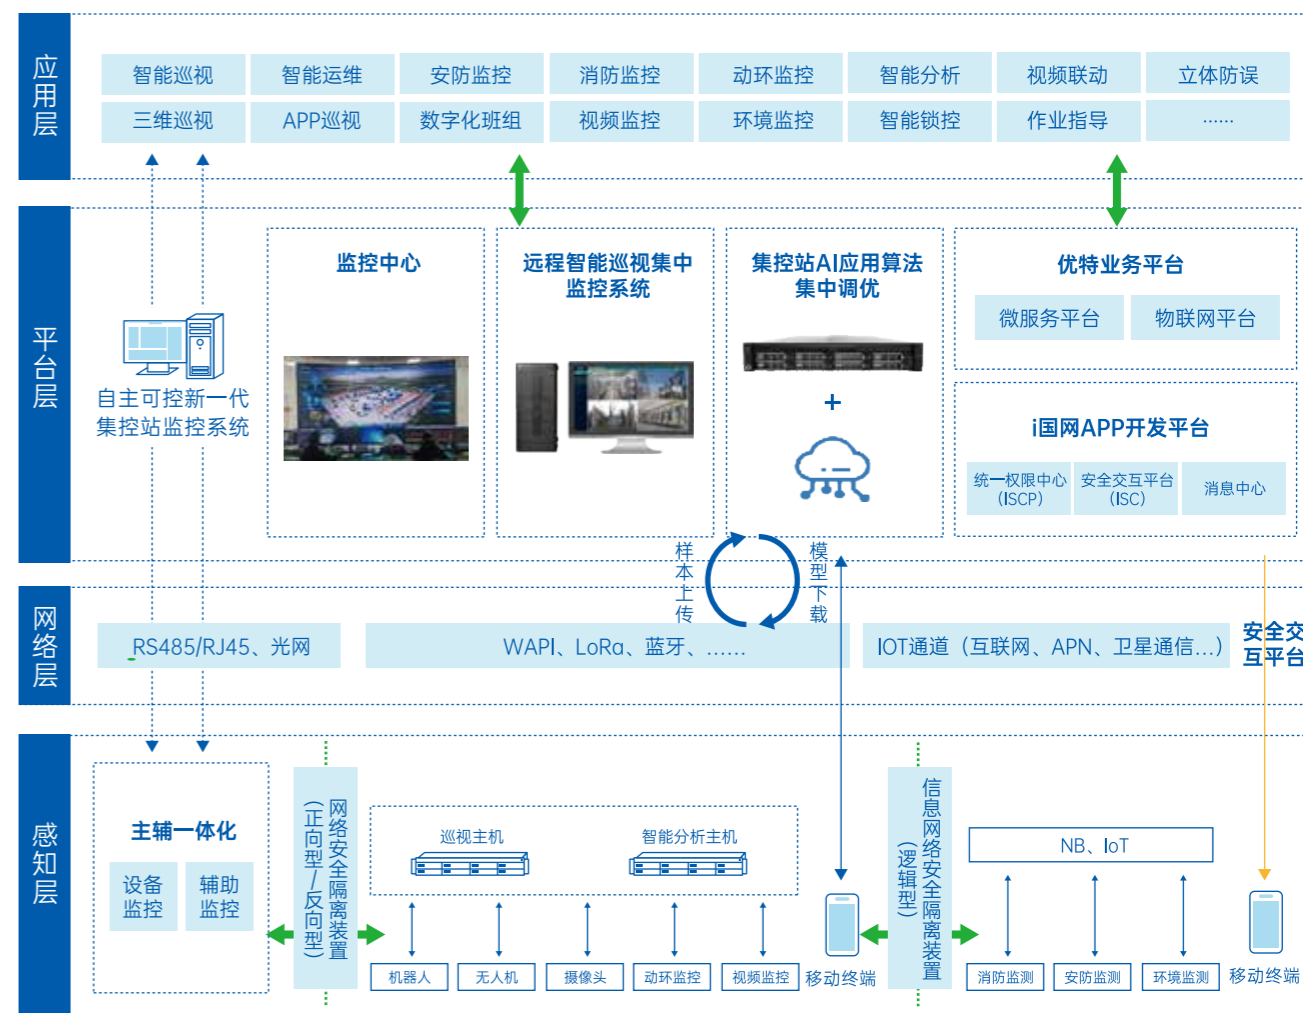 应用层
智能巡视
智能运维
安防监控
消防监控
动环监控
智能分析
视频联动
立体防误
三维巡视
APP巡视
数字化班组
视频监控
环境监控
智能锁控
作业指导
……
平台层
自主可控新一代
集控站监控系统
监控中心
远程智能巡视集中
监控系统
集控站AI应用算法
集中调优
+
优特业务平台
微服务平台
物联网平台
i国网APP开发平台
统一权限中心
（ISCP）
安全交互平台
（ISC）
消息中心
样本上传
模型下载
网络层
RS485/RJ45、光网
WAPI、LoRa、蓝牙、……
IOT通道（互联网、APN、卫星通信...）
安全交
互平台
感知层
主辅一体化
设备
监控
辅助
监控
网络安全隔离装置
（正向型/反向型）
巡视主机
智能分析主机
机器人
无人机
摄像头
动环监控
视频监控
移动终端
信息网络安全隔离装置
（逻辑型）
NB、IoT
消防监测
安防监测
环境监测
移动终端